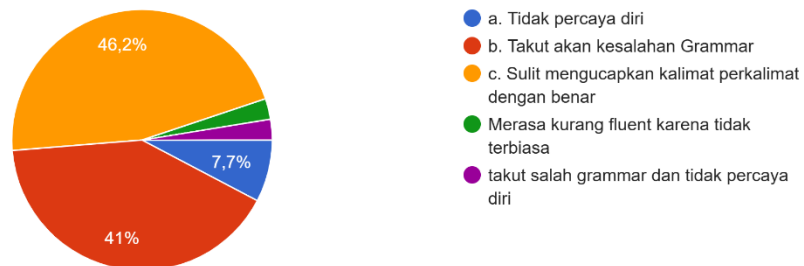 46,2%
7,7%
41%
a. Tidak percaya diri
b. Takut akan kesalahan Grammar
c. Sulit mengucapkan kalimat perkalimat
dengan benar
Merasa kurang fluent karena tidak
terbiasa
takut salah grammar dan tidak percaya
diri